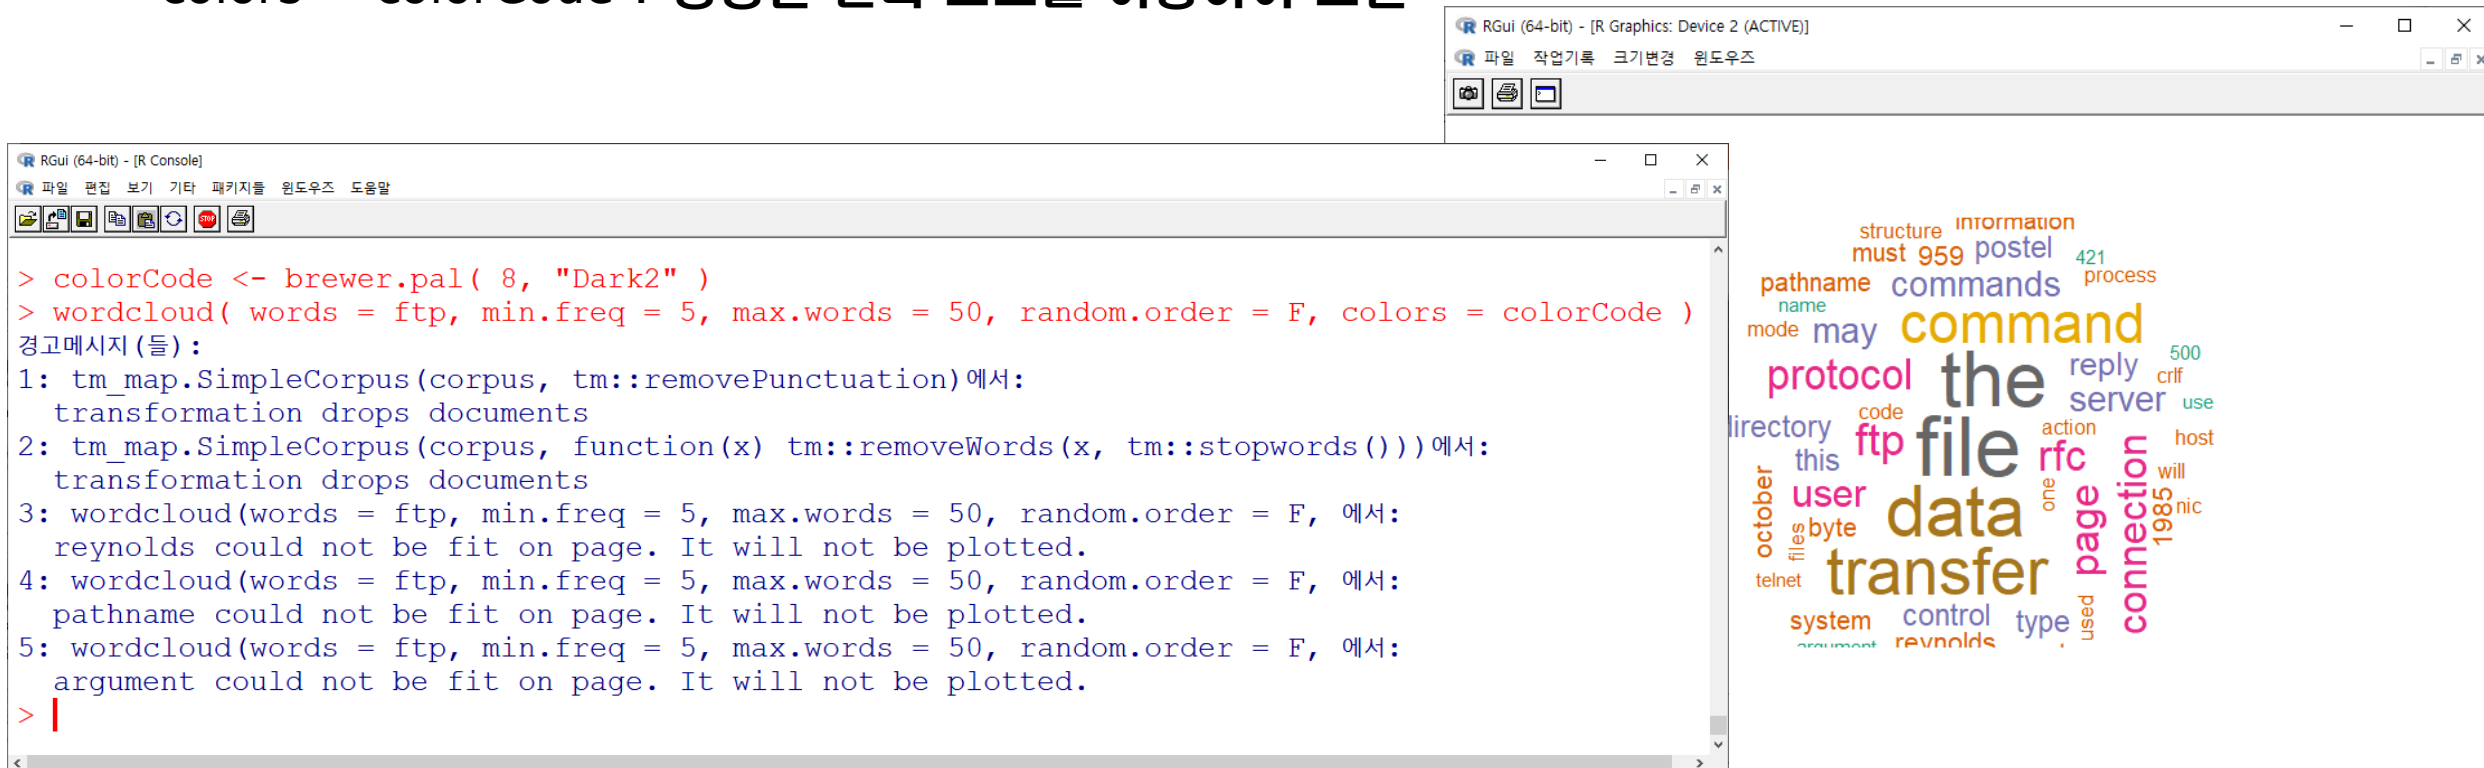 colors = colorCode :
RGui (64-bit) - [R Graphics: Device 2 (ACTIVE)]
파일 작업기록 크기변경 윈도우즈
RGui (64-bit) - [R Console]
파일 편집 보기 기타 패키지들 윈도우즈 도움말
STOP
> colorCode <- brewer.pal( 8, "Dark2" )
> wordcloud( words = ftp, min.freq = 5, max.words = 50, random.order = F, colors = colorCode )
경고메시지(들):
1: tm_map.SimpleCorpus(corpus, tm::removePunctuation)에서:
transformation drops documents
2: tm_map.SimpleCorpus(corpus, function(x) tm::removeWords(x, tm::stopwords()))에서:
transformation drops documents
3: wordcloud(words = ftp, min.freq = 5, max.words = 50, random.order = F, 에서:
reynolds could not be fit on page. It will not be plotted.
4: wordcloud(words = ftp, min.freq = 5, max.words = 50, random.order = F, 에서:
pathname could not be fit on page. It will not be plotted.
5: wordcloud(words = ftp, min.freq = 5, max.words = 50, random.order = F, 에서:
argument could not be fit on page. It will not be plotted.
>
structure information
must 959 postel 421
pathname commands process
name
mode may command
protocol the reply 500
crlf
server use
irectory code
ftp file action
this rfc connection host
will
october user data one page 1985 nic
files byte
telnet transfer
system control type used
argument reynolds